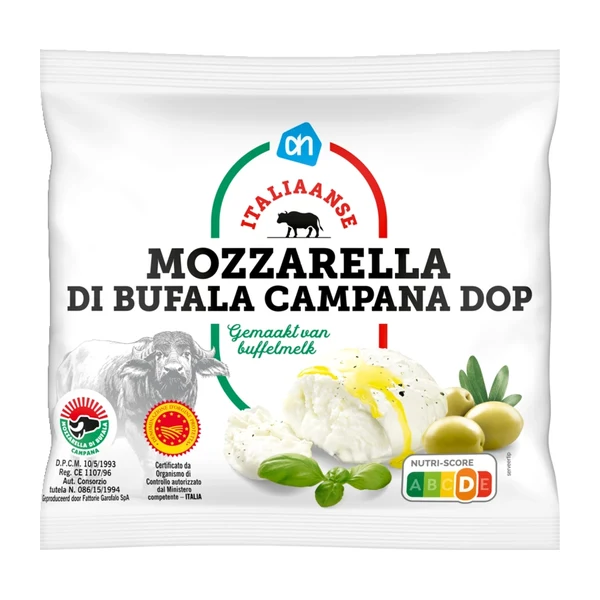 ah
ITALIAANSE
MOZZARELLA
DI BUFALA CAMPANA DOP
Gemaakt van
buffelmelk
MOZZARELLA DI BUFALA
CAMPANA
D.P.C.M. 10/5/1993
Reg. CE 1107/96
Aut. Consorzio
tutela N. 086/15/1994
Geproduceerd door Fattorie Garofalo SpA
Certificato da
Organismo di
Controllo autorizzato
dal Ministero
competente – ITALIA
NUTRI-SCORE
A B C D E
serveertip